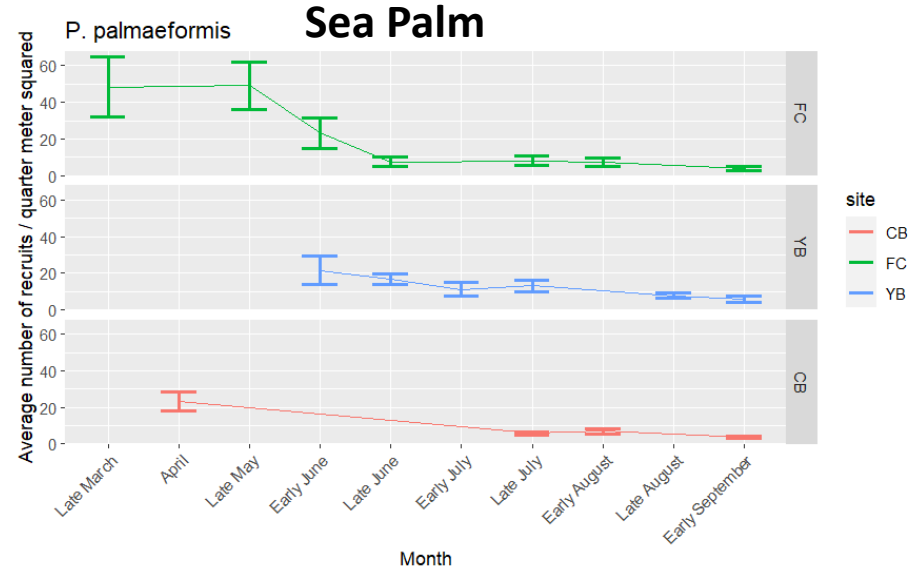 Sea Palm
P. palmaeformis
Average number of recruits / quarter meter squared
60
40
20
0
FC
60
40
20
0
YB
60
40
20
0
CB
Late March
April
Late May
Early June
Late June
Early July
Late July
Early August
Late August
Early September
Month
site
CB
FC
YB